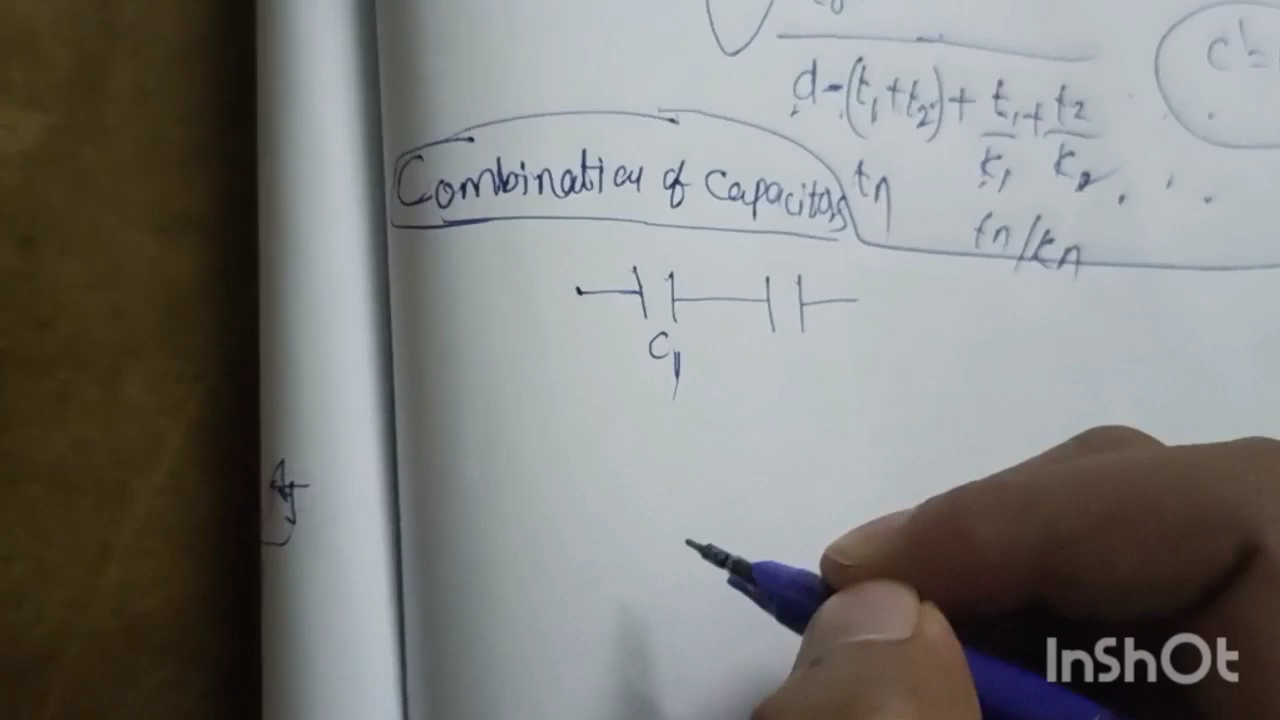 d-(t₁+t₂)+ t₁/k₁ + t₂/k₂ . . .
tn tn/kn
Combination of Capacitors
C₁
InShOt